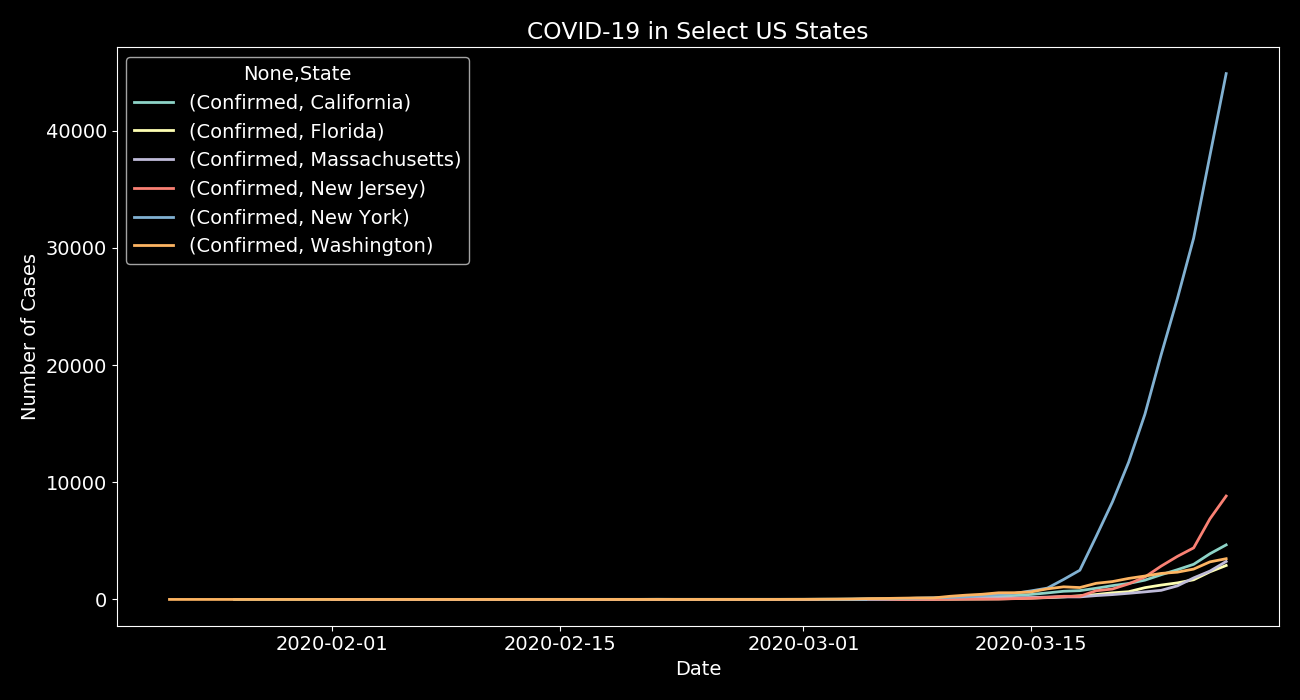 COVID-19 in Select US States
None,State
(Confirmed, California)
(Confirmed, Florida)
(Confirmed, Massachusetts)
(Confirmed, New Jersey)
(Confirmed, New York)
(Confirmed, Washington)
Number of Cases
40000
30000
20000
10000
0
2020-02-01
2020-02-15
2020-03-01
2020-03-15
Date